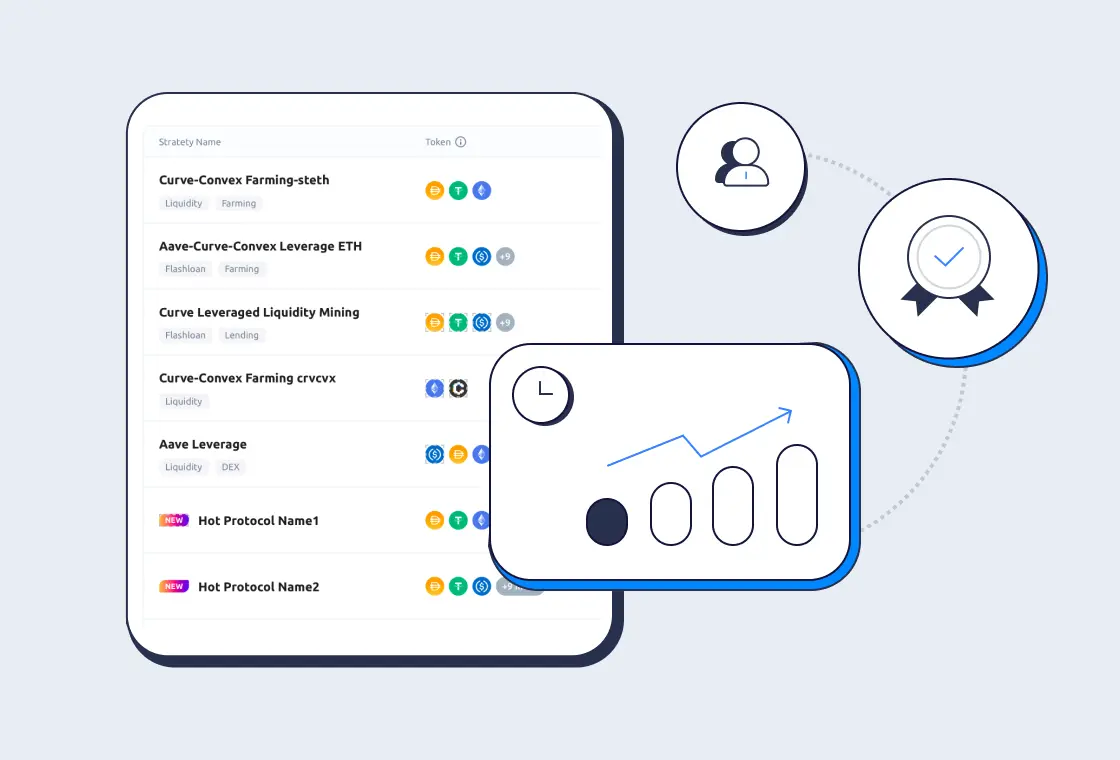 Stratety Name Token
Curve-Convex Farming-steth
Liquidity Farming
Aave-Curve-Convex Leverage ETH
+9
Flashloan Farming
Curve Leveraged Liquidity Mining
+9
Flashloan Lending
Curve-Convex Farming crvcvx
Liquidity
Aave Leverage
Liquidity DEX
NEW Hot Protocol Name1
NEW Hot Protocol Name2 +9